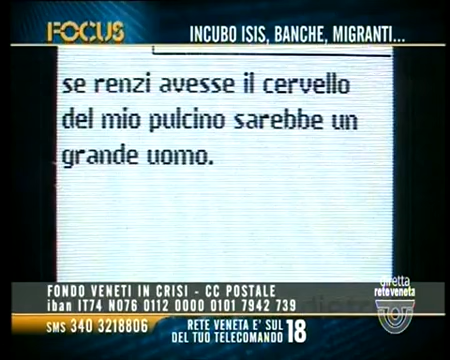 FOCUS
INCUBO ISIS, BANCHE, MIGRANTI...
se renzi avesse il cervello
del mio pulcino sarebbe un
grande uomo.
diretta
reteveneta
FONDO VENETI IN CRISI - CC POSTALE
iban IT74 N076 0112 0000 0101 7942 739
SMS 340 3218806
RETE VENETA E' SUL
DEL TUO TELECOMANDO 18